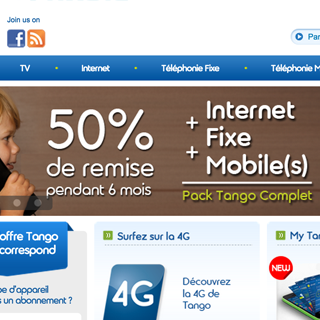 Join us on
Par
TV • Internet • Téléphonie Fixe • Téléphonie M
50% de remise pendant 6 mois
+ Internet
+ Fixe
+ Mobile(s)
Pack Tango Complet
offre Tango
correspond
pe d'appareil
s un abonnement ?
Surfez sur la 4G
4G
Découvrez
la 4G de
Tango
My Ta
NEW